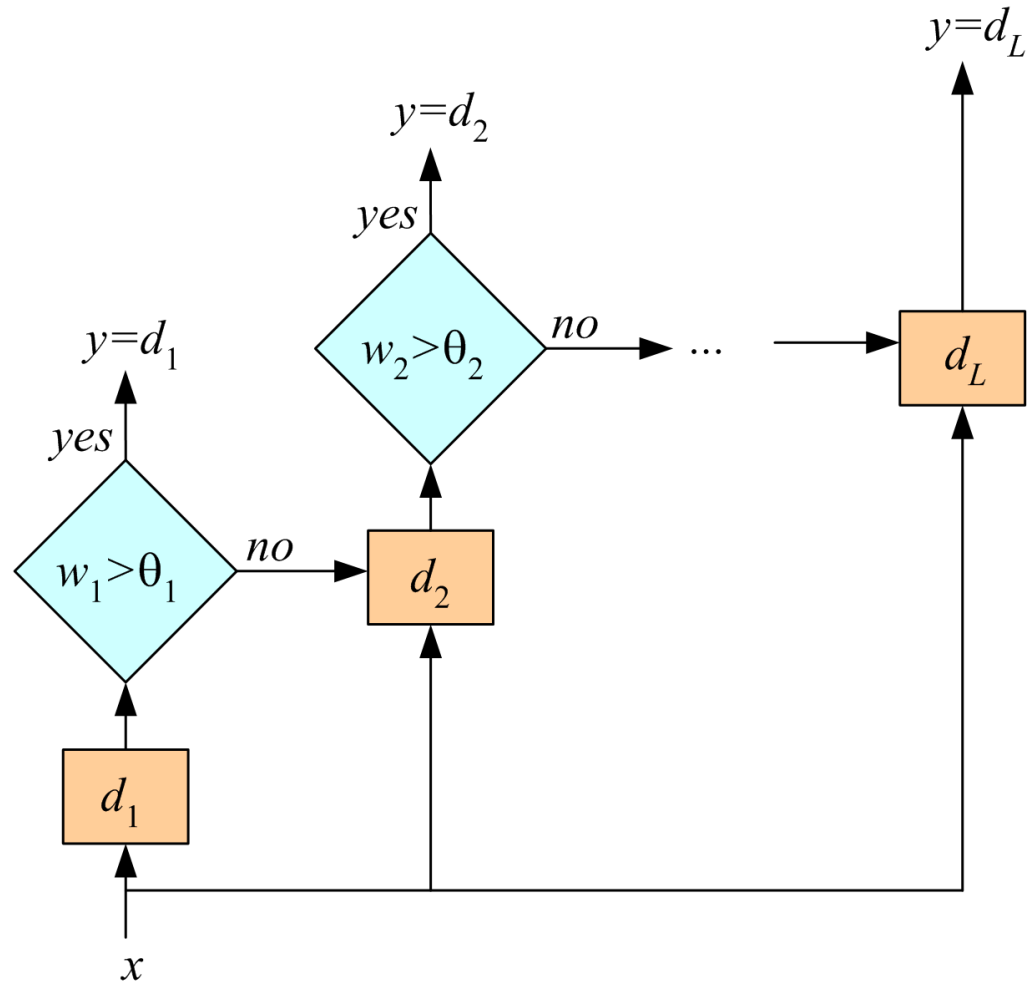 y=d_L
y=d_2
yes
w_2>θ_2
no
...
d_L
y=d_1
yes
w_1>θ_1
no
d_2
d_1
x